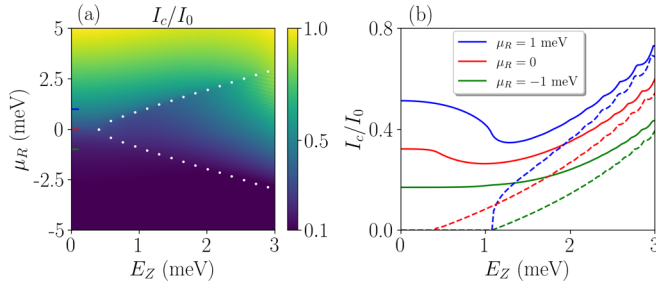 (a) I_c/I_0
5
2.5
0
-2.5
-5
μ_R (meV)
0 1 2 3
E_Z (meV)
1.0
0.5
0.1
(b)
μ_R = 1 meV
μ_R = 0
μ_R = −1 meV
0.8
0.4
0.0
I_c/I_0
0 1 2 3
E_Z (meV)